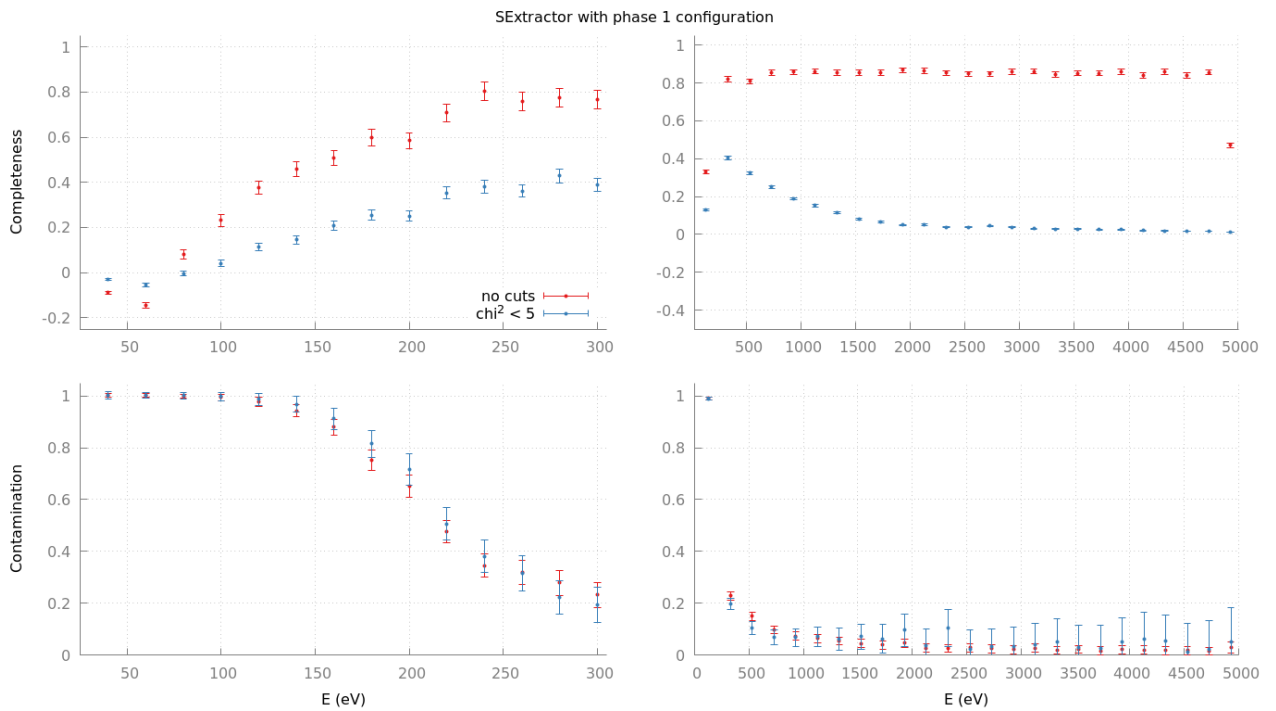 SExtractor with phase 1 configuration
Completeness
1
0.8
0.6
0.4
0.2
0
-0.2
50 100 150 200 250 300
no cuts
chi² < 5
1
0.8
0.6
0.4
0.2
0
-0.2
-0.4
500 1000 1500 2000 2500 3000 3500 4000 4500 5000
Contamination
1
0.8
0.6
0.4
0.2
0
50 100 150 200 250 300
E (eV)
1
0.8
0.6
0.4
0.2
0
0 500 1000 1500 2000 2500 3000 3500 4000 4500 5000
E (eV)